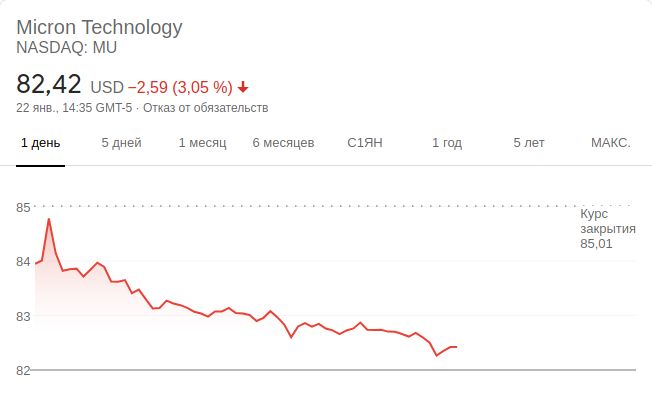 Micron Technology
NASDAQ: MU
82,42 USD −2,59 (3,05 %)
22 янв., 14:35 GMT-5 · Отказ от обязательств
1 день 5 дней 1 месяц 6 месяцев С1ЯН 1 год 5 лет МАКС.
85
Курс
закрытия
85,01
84
83
82